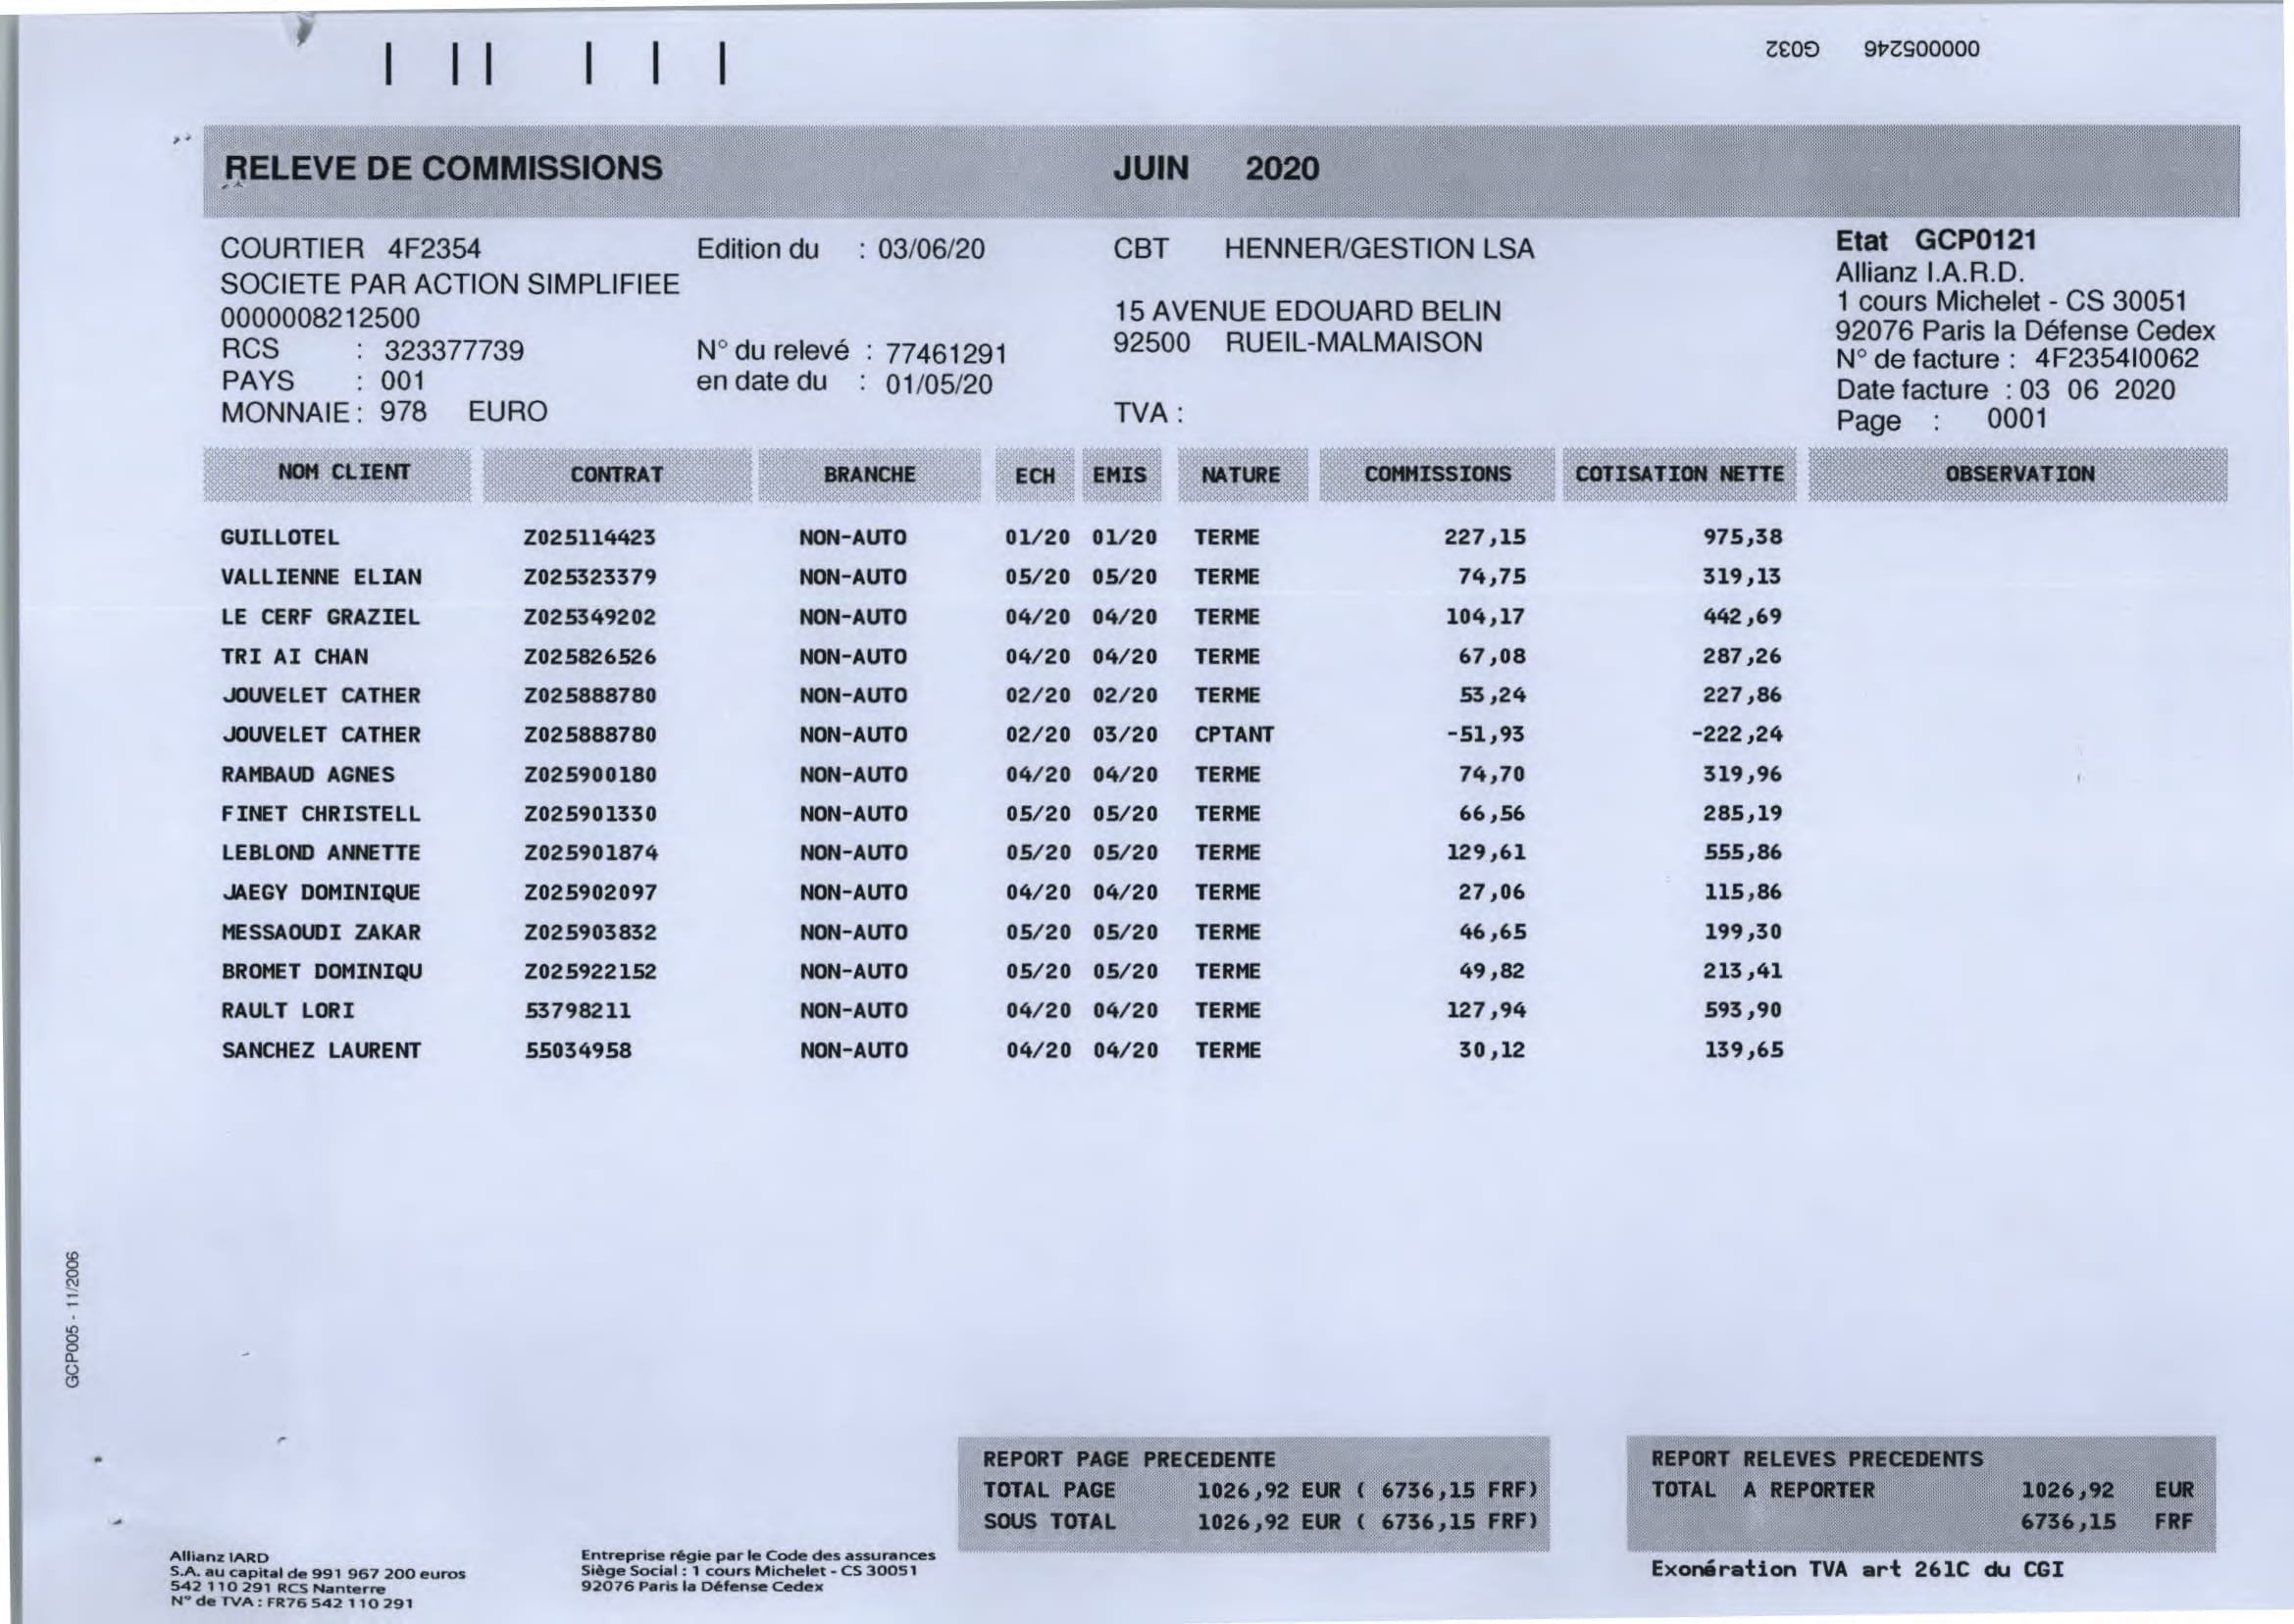 000005246 G032
RELEVE DE COMMISSIONS JUIN 2020
COURTIER 4F2354 Edition du : 03/06/20 CBT HENNER/GESTION LSA Etat GCP0121
SOCIETE PAR ACTION SIMPLIFIEE Allianz I.A.R.D.
0000008212500 15 AVENUE EDOUARD BELIN 1 cours Michelet - CS 30051
RCS : 323377739 N° du relevé : 77461291 92500 RUEIL-MALMAISON 92076 Paris la Défense Cedex
N° de facture : 4F2354I0062
PAYS : 001 en date du : 01/05/20 Date facture : 03 06 2020
MONNAIE : 978 EURO TVA : Page : 0001
NOM CLIENT CONTRAT BRANCHE ECH EMIS NATURE COMMISSIONS COTISATION NETTE OBSERVATION
GUILLOTEL Z025114423 NON-AUTO 01/20 01/20 TERME 227,15 975,38
VALLIENNE ELIAN Z025323379 NON-AUTO 05/20 05/20 TERME 74,75 319,13
LE CERF GRAZIEL Z025349202 NON-AUTO 04/20 04/20 TERME 104,17 442,69
TRI AI CHAN Z025826526 NON-AUTO 04/20 04/20 TERME 67,08 287,26
JOUVELET CATHER Z025888780 NON-AUTO 02/20 02/20 TERME 53,24 227,86
JOUVELET CATHER Z025888780 NON-AUTO 02/20 03/20 CPTANT -51,93 -222,24
RAMBAUD AGNES Z025900180 NON-AUTO 04/20 04/20 TERME 74,70 319,96
FINET CHRISTELL Z025901330 NON-AUTO 05/20 05/20 TERME 66,56 285,19
LEBLOND ANNETTE Z025901874 NON-AUTO 05/20 05/20 TERME 129,61 555,86
JAEGY DOMINIQUE Z025902097 NON-AUTO 04/20 04/20 TERME 27,06 115,86
MESSAOUDI ZAKAR Z025903832 NON-AUTO 05/20 05/20 TERME 46,65 199,30
BROMET DOMINIQU Z025922152 NON-AUTO 05/20 05/20 TERME 49,82 213,41
RAULT LORI 53798211 NON-AUTO 04/20 04/20 TERME 127,94 593,90
SANCHEZ LAURENT 55034958 NON-AUTO 04/20 04/20 TERME 30,12 139,65
GCP005 - 11/2006
REPORT PAGE PRECEDENTE REPORT RELEVES PRECEDENTS
TOTAL PAGE 1026,92 EUR ( 6736,15 FRF) TOTAL A REPORTER 1026,92 EUR
SOUS TOTAL 1026,92 EUR ( 6736,15 FRF) 6736,15 FRF
Exonération TVA art 261C du CGI
Allianz IARD
S.A. au capital de 991 967 200 euros
542 110 291 RCS Nanterre
N° de TVA : FR76 542 110 291
Entreprise régie par le Code des assurances
Siège Social : 1 cours Michelet - CS 30051
92076 Paris la Défense Cedex